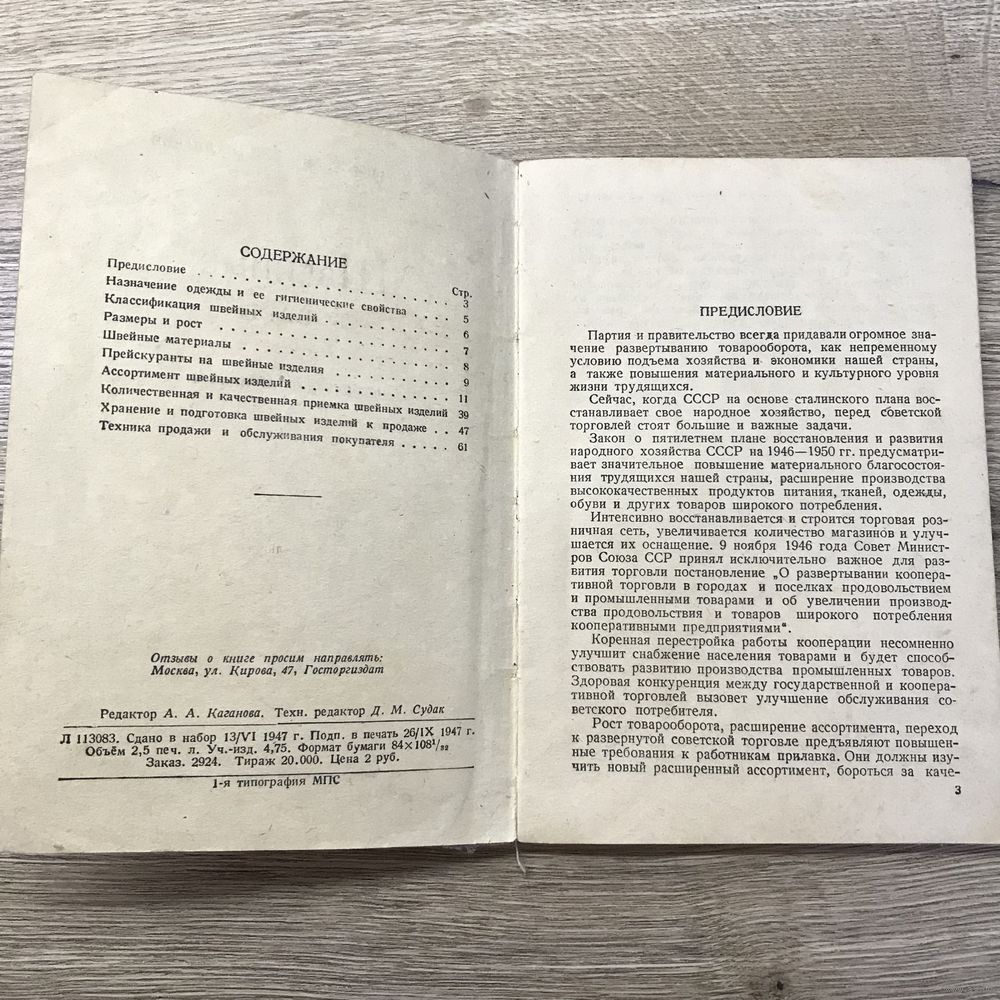 СОДЕРЖАНИЕ
Стр.
Предисловие 3
Назначение одежды и ее гигиенические свойства 5
Классификация швейных изделий 6
Размеры и рост 7
Швейные материалы 8
Прейскуранты на швейные изделия 9
Ассортимент швейных изделий 11
Количественная и качественная приемка швейных изделий 39
Хранение и подготовка швейных изделий к продаже 47
Техника продажи и обслуживания покупателя 61
Отзывы о книге просим направлять:
Москва, ул. Кирова, 47, Госторгиздат
Редактор А. А. Каганова. Техн. редактор Д. М. Судак
Л 113083. Сдано в набор 13/VI 1947 г. Подп. в печать 26/IX 1947 г.
Объём 2,5 печ. л. Уч.-изд. 4,75. Формат бумаги 84×108¹/₃₂
Заказ. 2924. Тираж 20.000. Цена 2 руб.
1-я типография МПС
ПРЕДИСЛОВИЕ
Партия и правительство всегда придавали огромное зна-
чение развертыванию товарооборота, как непременному
условию подъема хозяйства и экономики нашей страны,
а также повышения материального и культурного уровня
жизни трудящихся.
Сейчас, когда СССР на основе сталинского плана вос-
станавливает свое народное хозяйство, перед советской
торговлей стоят большие и важные задачи.
Закон о пятилетнем плане восстановления и развития
народного хозяйства СССР на 1946—1950 гг. предусматри-
вает значительное повышение материального благосостоя-
ния трудящихся нашей страны, расширение производства
высококачественных продуктов питания, тканей, одежды,
обуви и других товаров широкого потребления.
Интенсивно восстанавливается и строится торговая роз-
ничная сеть, увеличивается количество магазинов и улуч-
шается их оснащение. 9 ноября 1946 года Совет Минист-
ров Союза ССР принял исключительно важное для раз-
вития торговли постановление „О развертывании коопера-
тивной торговли в городах и поселках продовольствием
и промышленными товарами и об увеличении производ-
ства продовольствия и товаров широкого потребления
кооперативными предприятиями“.
Коренная перестройка работы кооперации несомненно
улучшит снабжение населения товарами и будет способ-
ствовать развитию производства промышленных товаров.
Здоровая конкуренция между государственной и коопера-
тивной торговлей вызовет улучшение обслуживания со-
ветского потребителя.
Рост товарооборота, расширение ассортимента, переход
к развернутой советской торговле предъявляют повышен-
ные требования к работникам прилавка. Они должны изу-
чить новый расширенный ассортимент, бороться за каче-
3